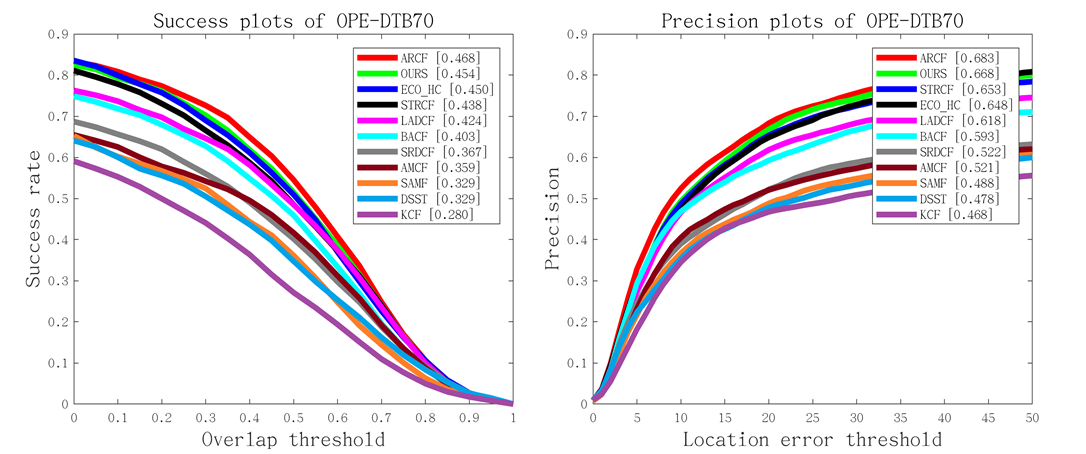 Success plots of OPE-DTB70
0.9
0.8
0.7
0.6
0.5
0.4
0.3
0.2
0.1
0
Success rate
ARCF [0.468]
OURS [0.454]
ECO_HC [0.450]
STRCF [0.438]
LADCF [0.424]
BACF [0.403]
SRDCF [0.367]
AMCF [0.359]
SAMF [0.329]
DSST [0.329]
KCF [0.280]
0 0.1 0.2 0.3 0.4 0.5 0.6 0.7 0.8 0.9 1
Overlap threshold
Precision plots of OPE-DTB70
0.9
0.8
0.7
0.6
0.5
0.4
0.3
0.2
0.1
0
Precision
ARCF [0.683]
OURS [0.668]
STRCF [0.653]
ECO_HC [0.648]
LADCF [0.618]
BACF [0.593]
SRDCF [0.522]
AMCF [0.521]
SAMF [0.488]
DSST [0.478]
KCF [0.468]
0 5 10 15 20 25 30 35 40 45 50
Location error threshold